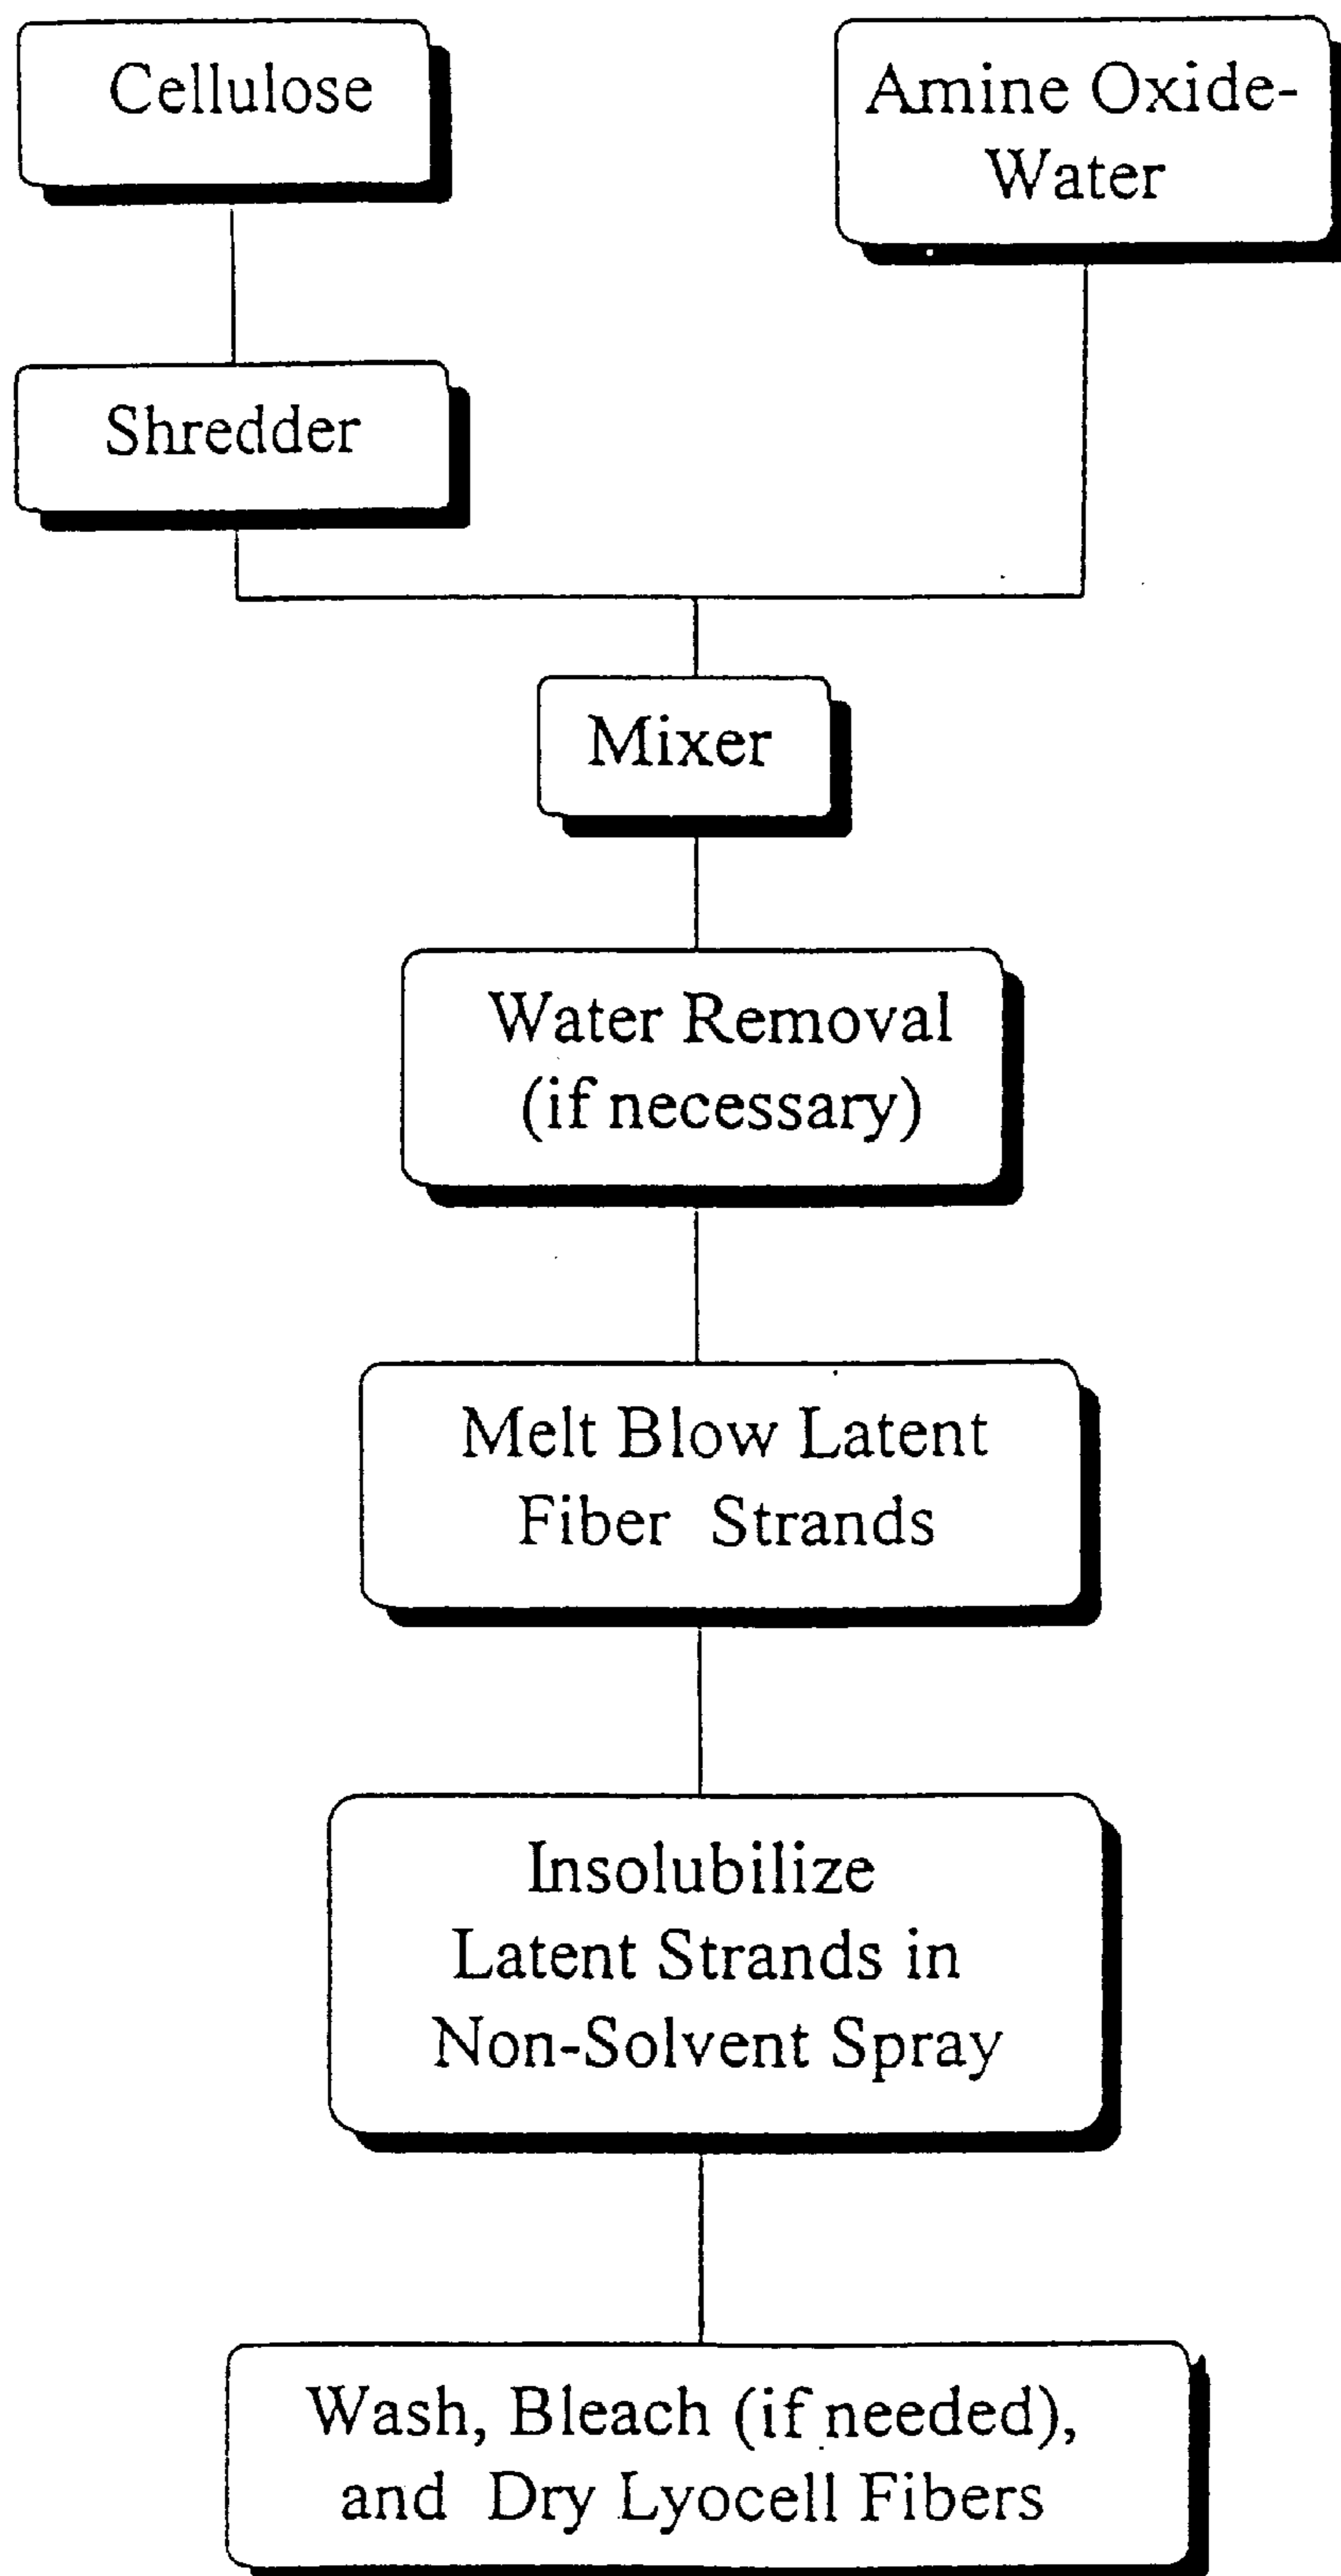 Cellulose
Amine Oxide-
Water
Shredder
Mixer
Water Removal
(if necessary)
Melt Blow Latent
Fiber Strands
Insolubilize
Latent Strands in
Non-Solvent Spray
Wash, Bleach (if needed),
and Dry Lyocell Fibers